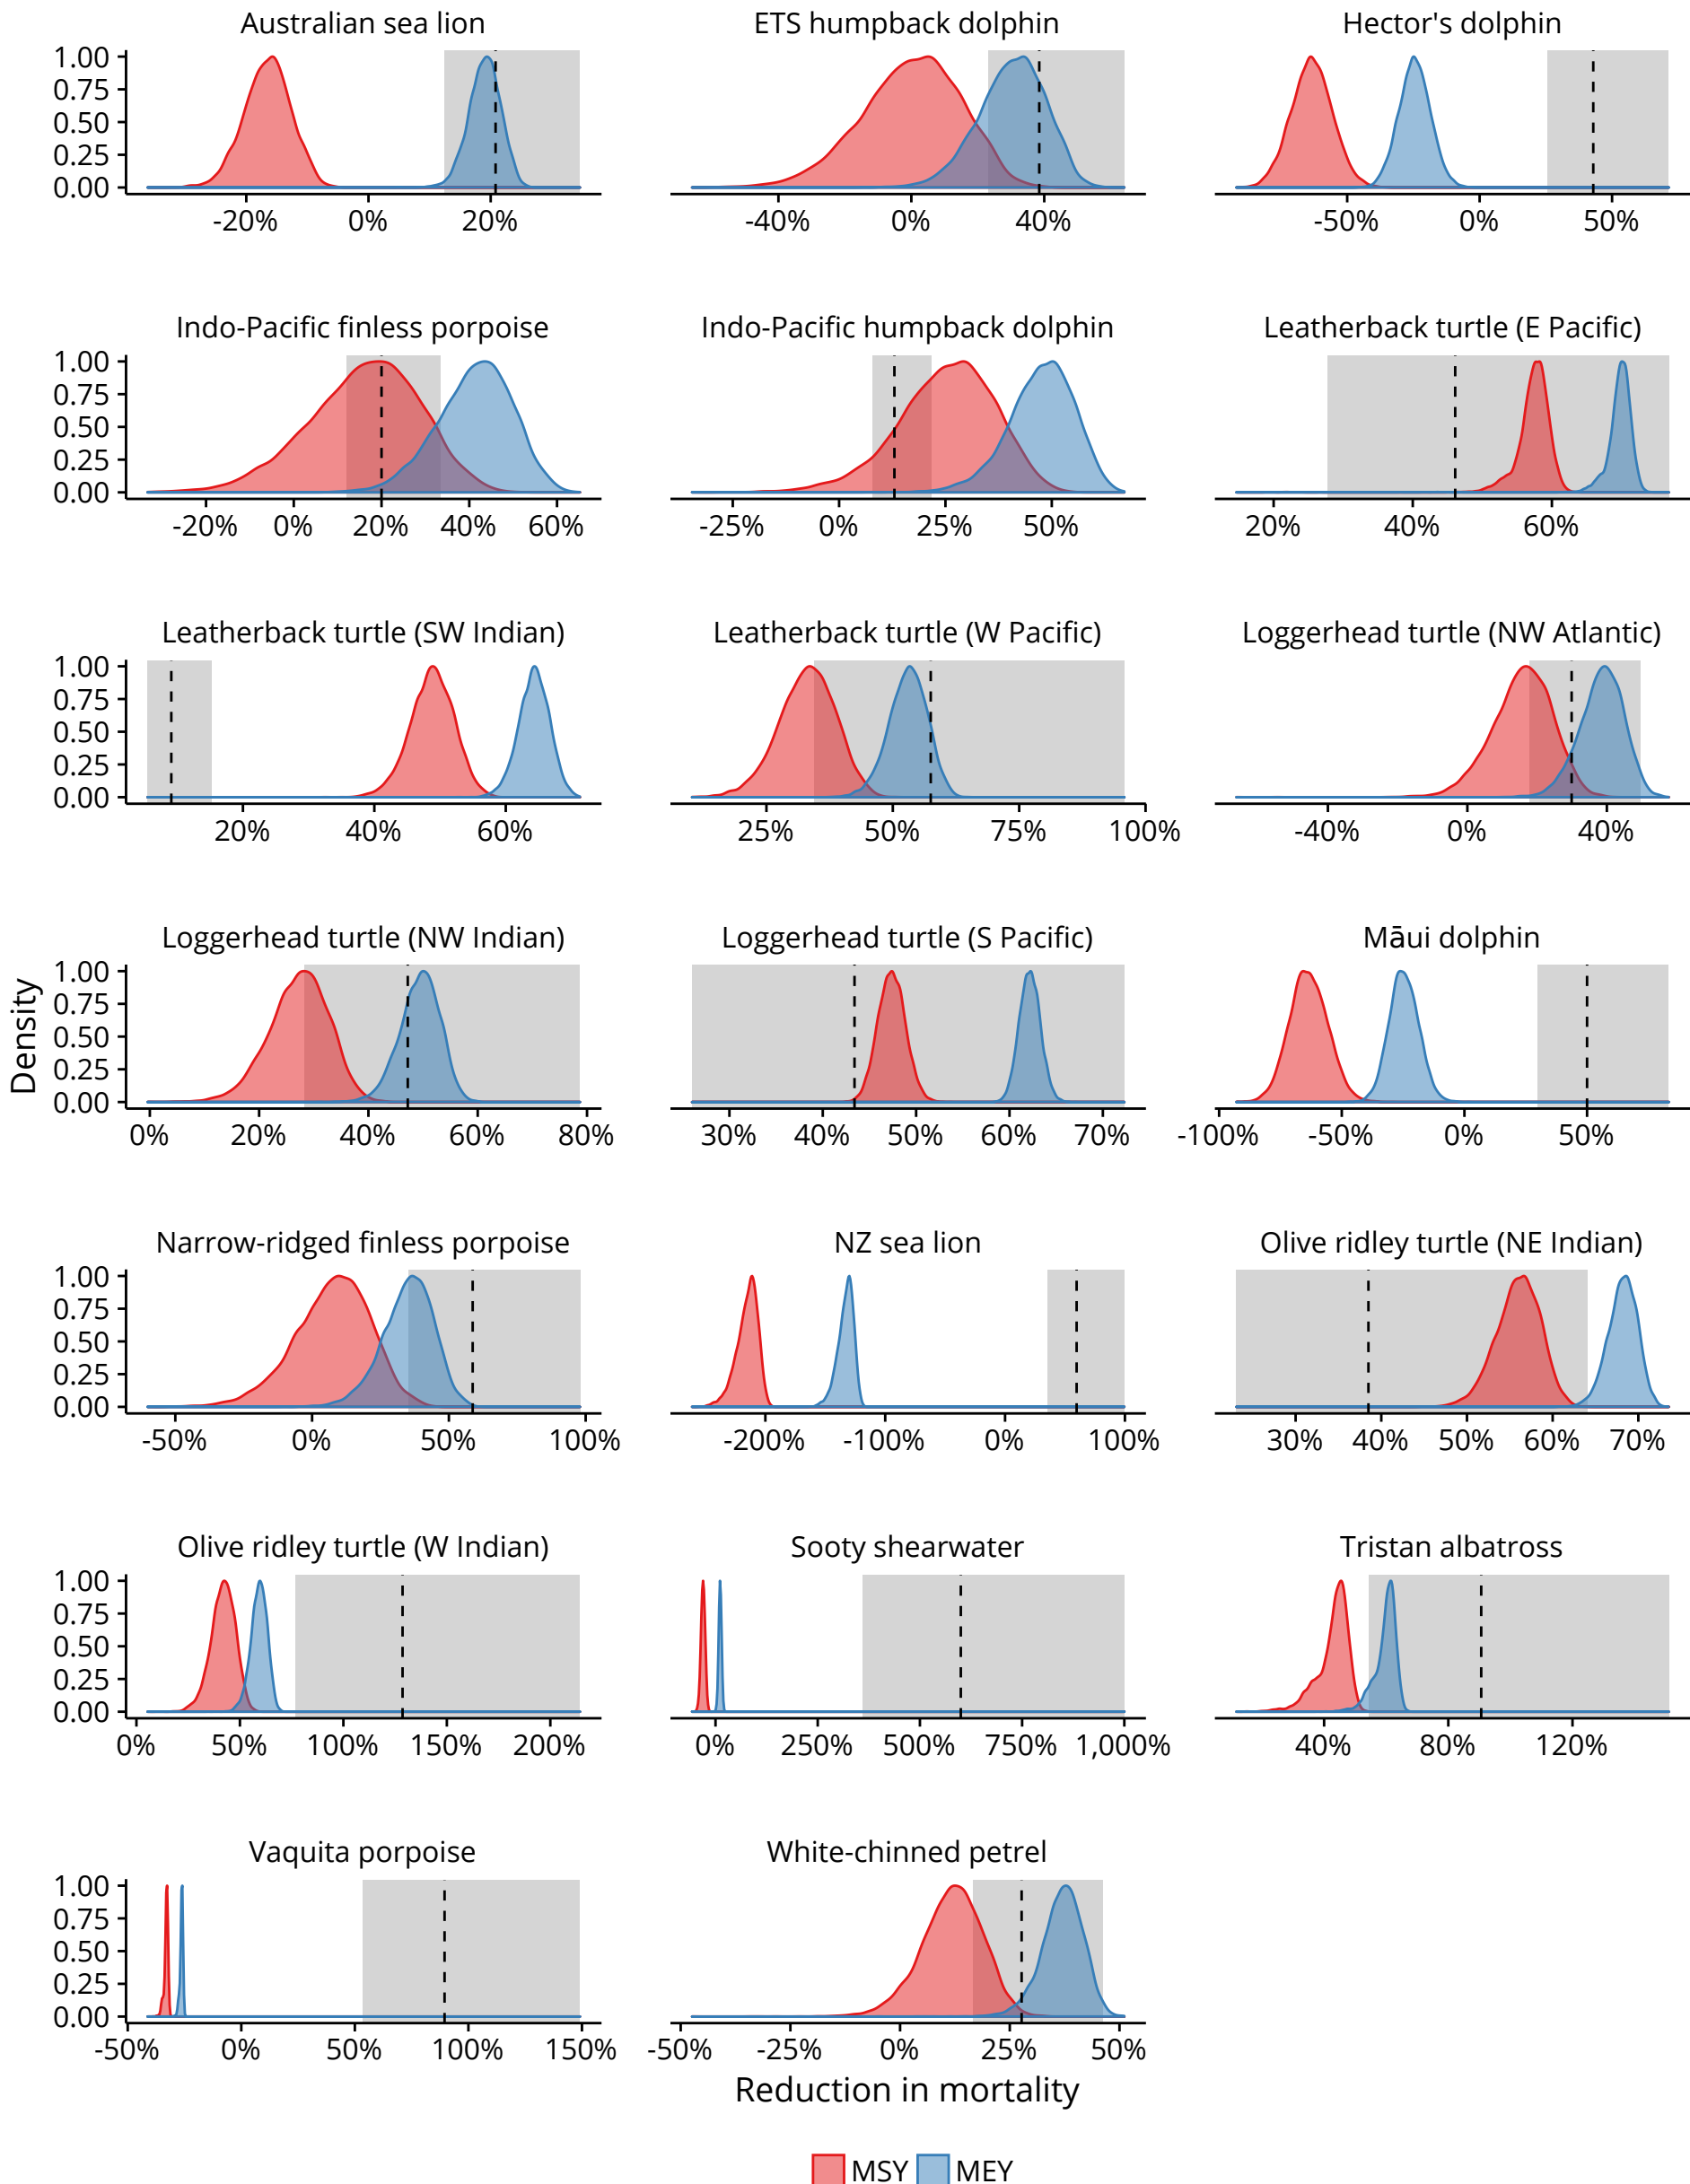 Australian sea lion
ETS humpback dolphin
Hector's dolphin
1.00
0.75
0.50
0.25
0.00
-20% 0% 20%
-40% 0% 40%
-50% 0% 50%
Indo-Pacific finless porpoise
Indo-Pacific humpback dolphin
Leatherback turtle (E Pacific)
1.00
0.75
0.50
0.25
0.00
-20% 0% 20% 40% 60%
-25% 0% 25% 50%
20% 40% 60%
Leatherback turtle (SW Indian)
Leatherback turtle (W Pacific)
Loggerhead turtle (NW Atlantic)
1.00
0.75
0.50
0.25
0.00
20% 40% 60%
25% 50% 75% 100%
-40% 0% 40%
Loggerhead turtle (NW Indian)
Loggerhead turtle (S Pacific)
Māui dolphin
Density
1.00
0.75
0.50
0.25
0.00
0% 20% 40% 60% 80%
30% 40% 50% 60% 70%
-100% -50% 0% 50%
Narrow-ridged finless porpoise
NZ sea lion
Olive ridley turtle (NE Indian)
1.00
0.75
0.50
0.25
0.00
-50% 0% 50% 100%
-200% -100% 0% 100%
30% 40% 50% 60% 70%
Olive ridley turtle (W Indian)
Sooty shearwater
Tristan albatross
1.00
0.75
0.50
0.25
0.00
0% 50% 100% 150% 200%
0% 250% 500% 750% 1,000%
40% 80% 120%
Vaquita porpoise
White-chinned petrel
1.00
0.75
0.50
0.25
0.00
-50% 0% 50% 100% 150%
-50% -25% 0% 25% 50%
Reduction in mortality
MSY MEY